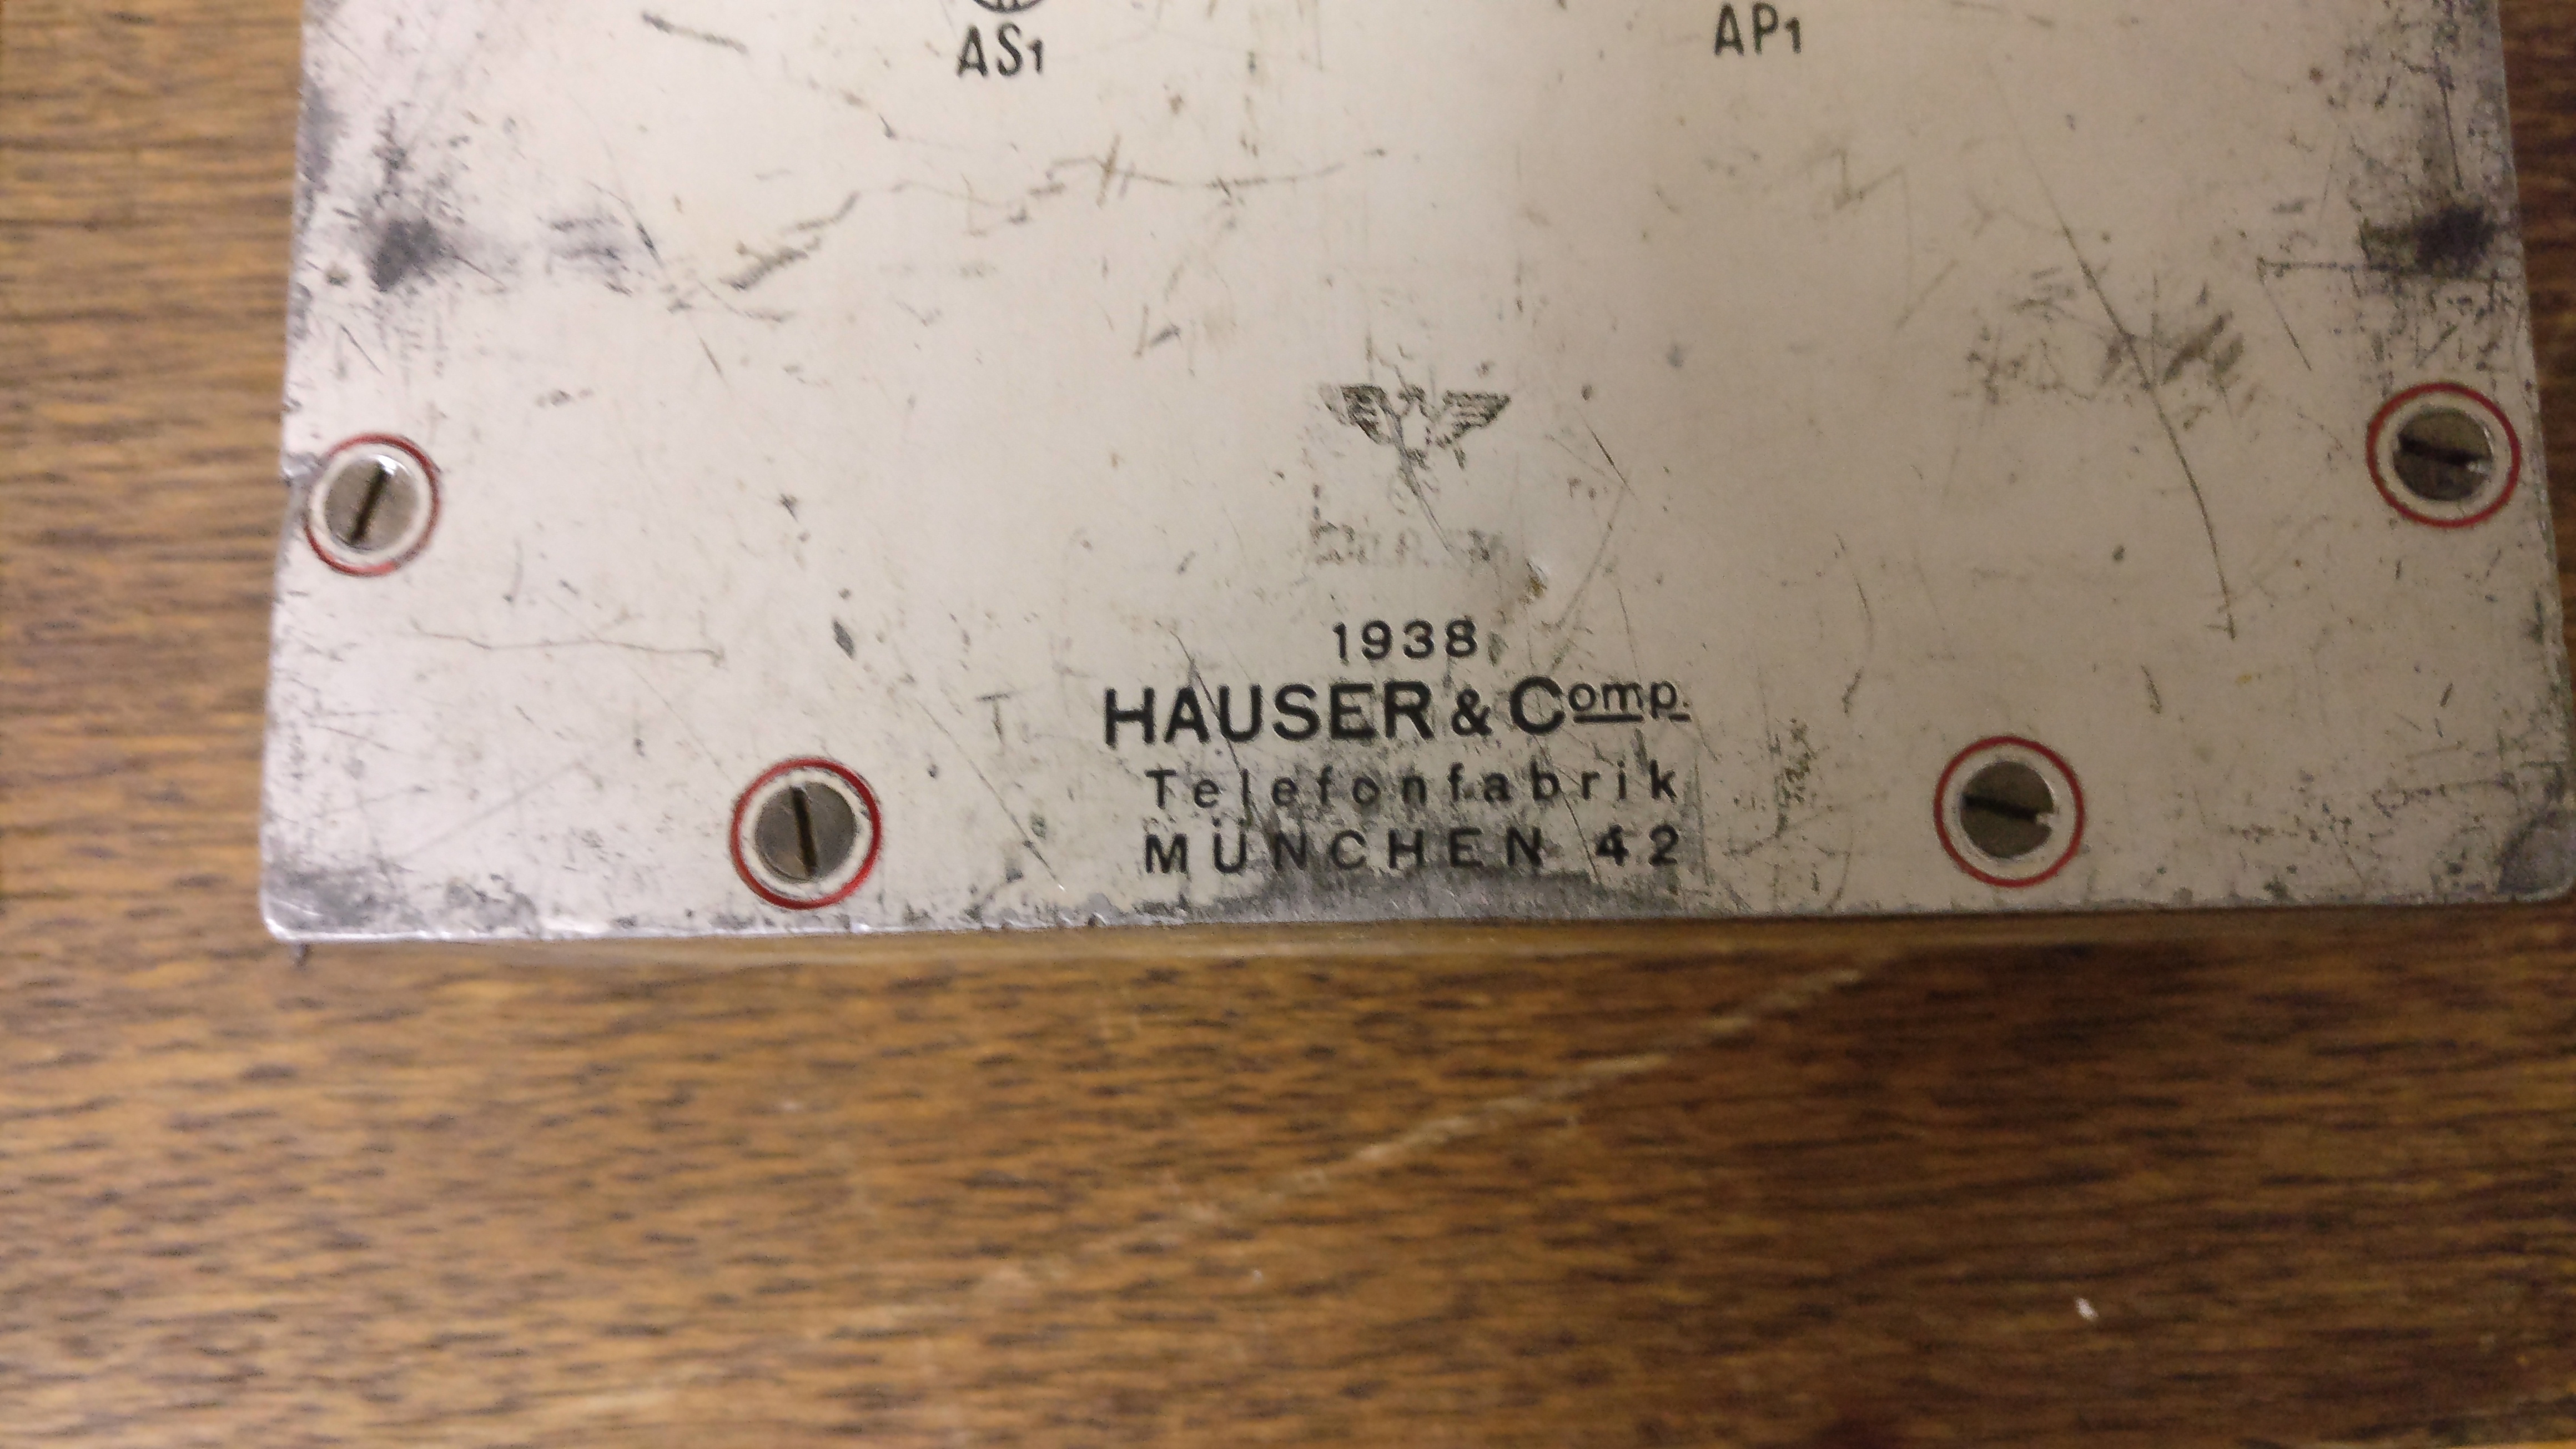 AS1
AP1
1938
HAUSER & Comp.
Telefonfabrik
MÜNCHEN 42